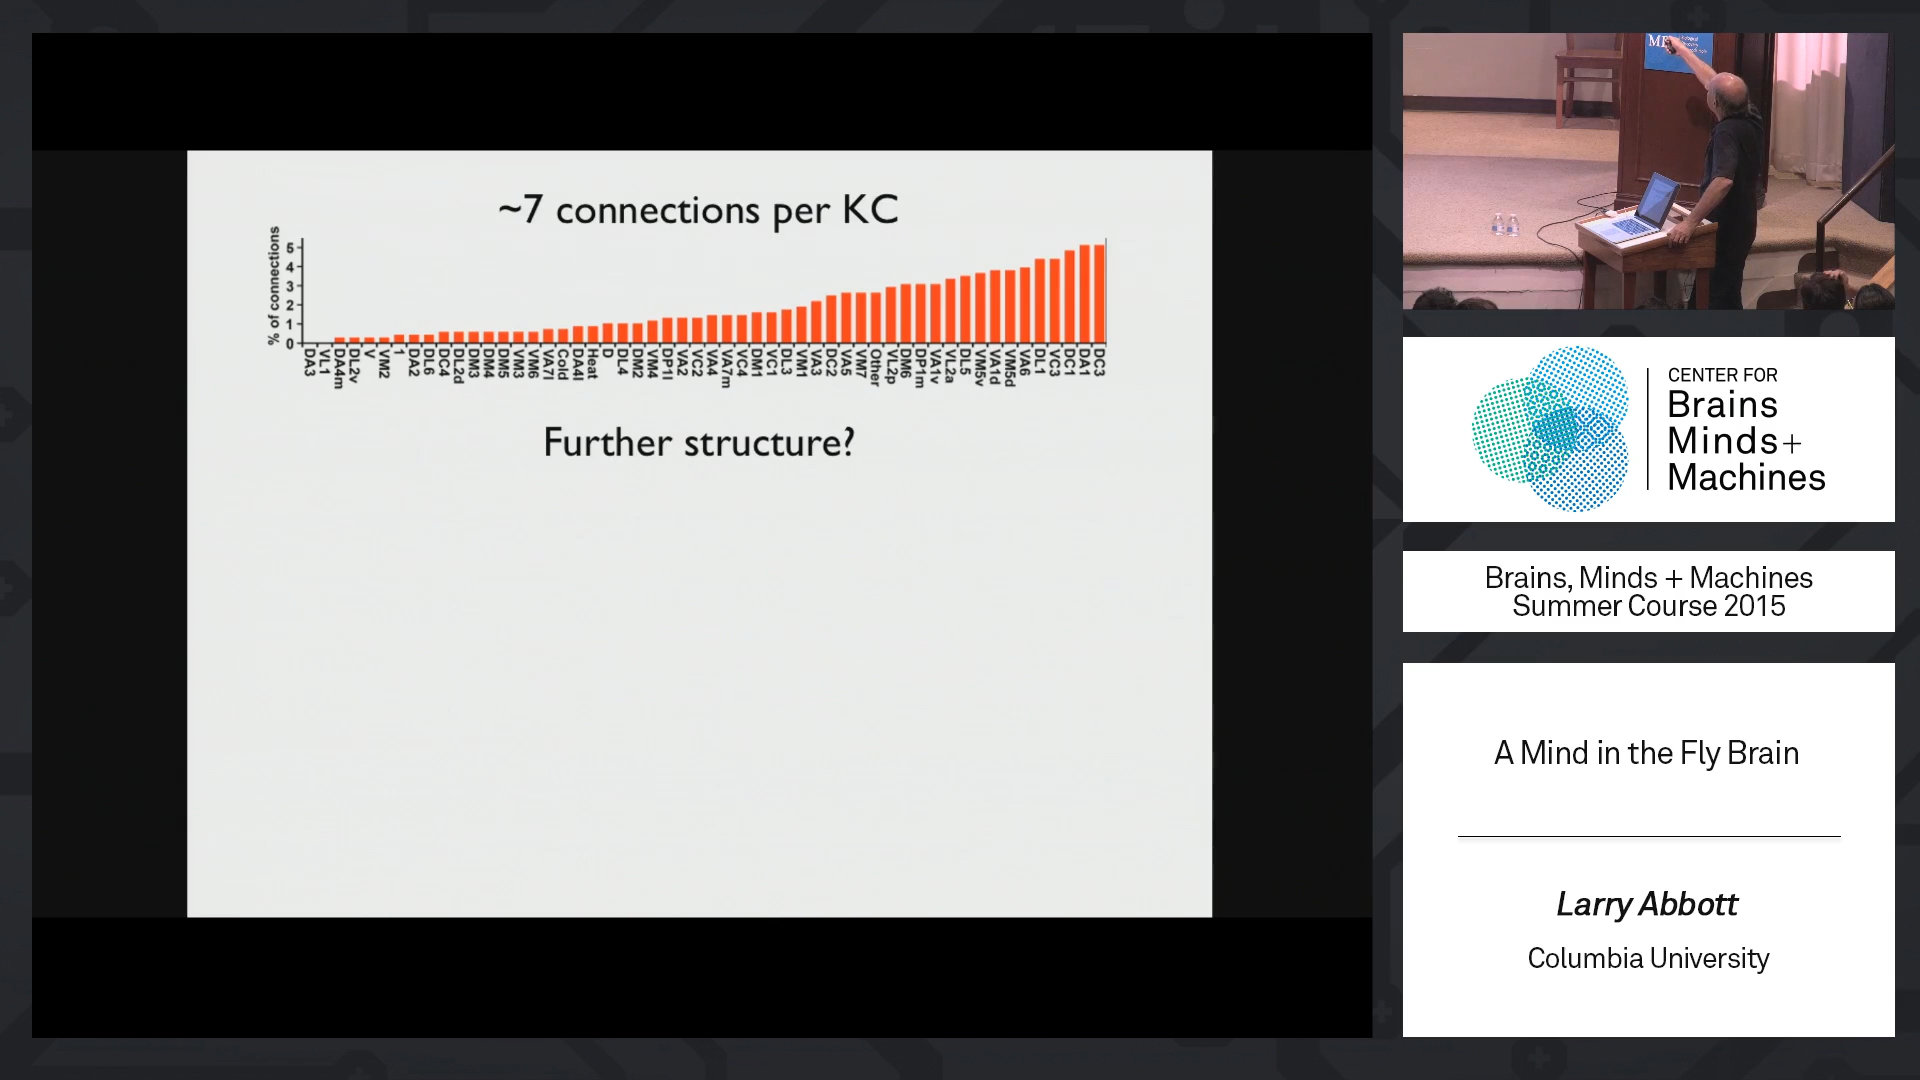 ~7 connections per KC
% of connections
5
4
3
2
1
0
DA3
VL1
DA4m
DL2v
V
VM2
1
DA2
DL6
DC4
DL2d
DM3
DM4
DM5
VM3
VM6
VA7l
Cold
DA4l
Heat
D
DL4
DM2
VM4
DP1l
VA2
VC2
VA4
VA7m
VC4
DM1
VC1
DL3
VM1
VA3
DC2
VA5
VM7
Other
VL2p
DM6
DP1m
VA1v
VL2a
DL5
VM5v
VA1d
VM5d
VA6
DL1
VC3
DC1
DA1
DC3
Further structure?
CENTER FOR
Brains
Minds+
Machines
Brains, Minds + Machines
Summer Course 2015
A Mind in the Fly Brain
Larry Abbott
Columbia University